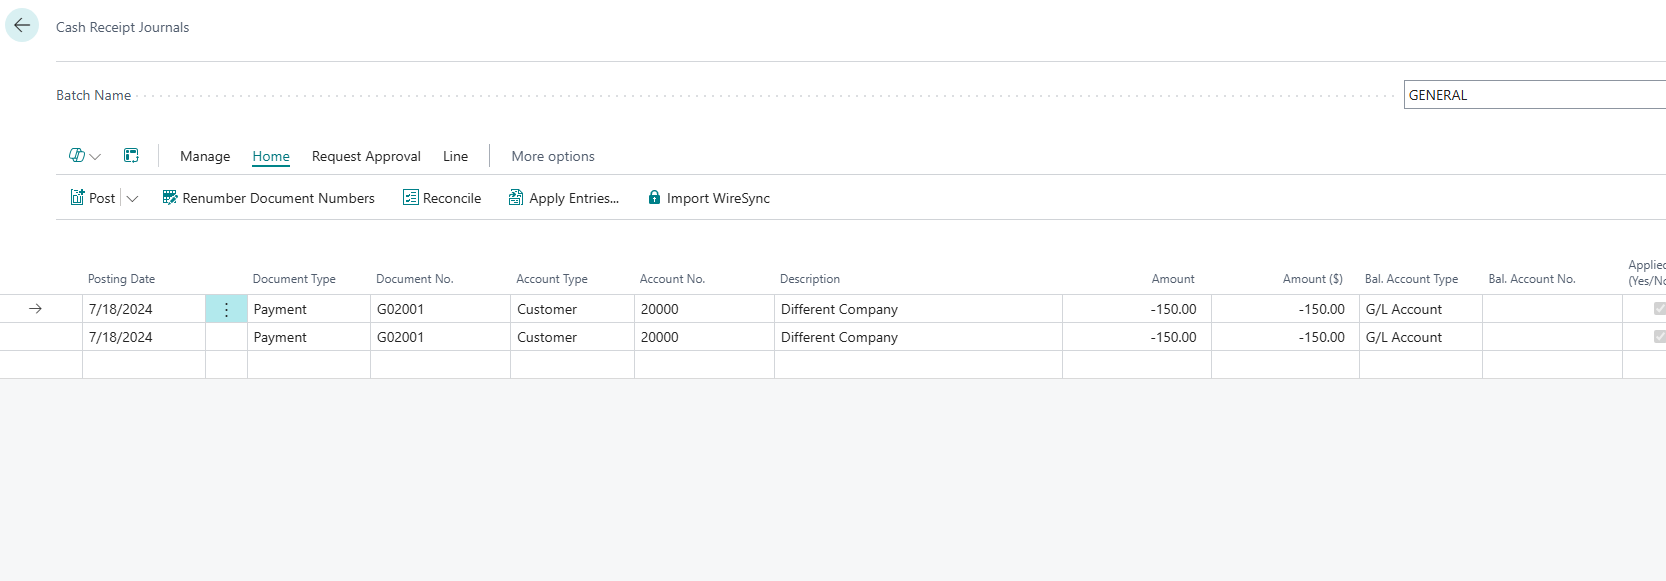 Cash Receipt Journals
Batch Name GENERAL
Manage Home Request Approval Line More options
Post Renumber Document Numbers Reconcile Apply Entries... Import WireSync
Posting Date Document Type Document No. Account Type Account No. Description Amount Amount ($) Bal. Account Type Bal. Account No. Applied (Yes/No
7/18/2024 Payment G02001 Customer 20000 Different Company -150.00 -150.00 G/L Account
7/18/2024 Payment G02001 Customer 20000 Different Company -150.00 -150.00 G/L Account